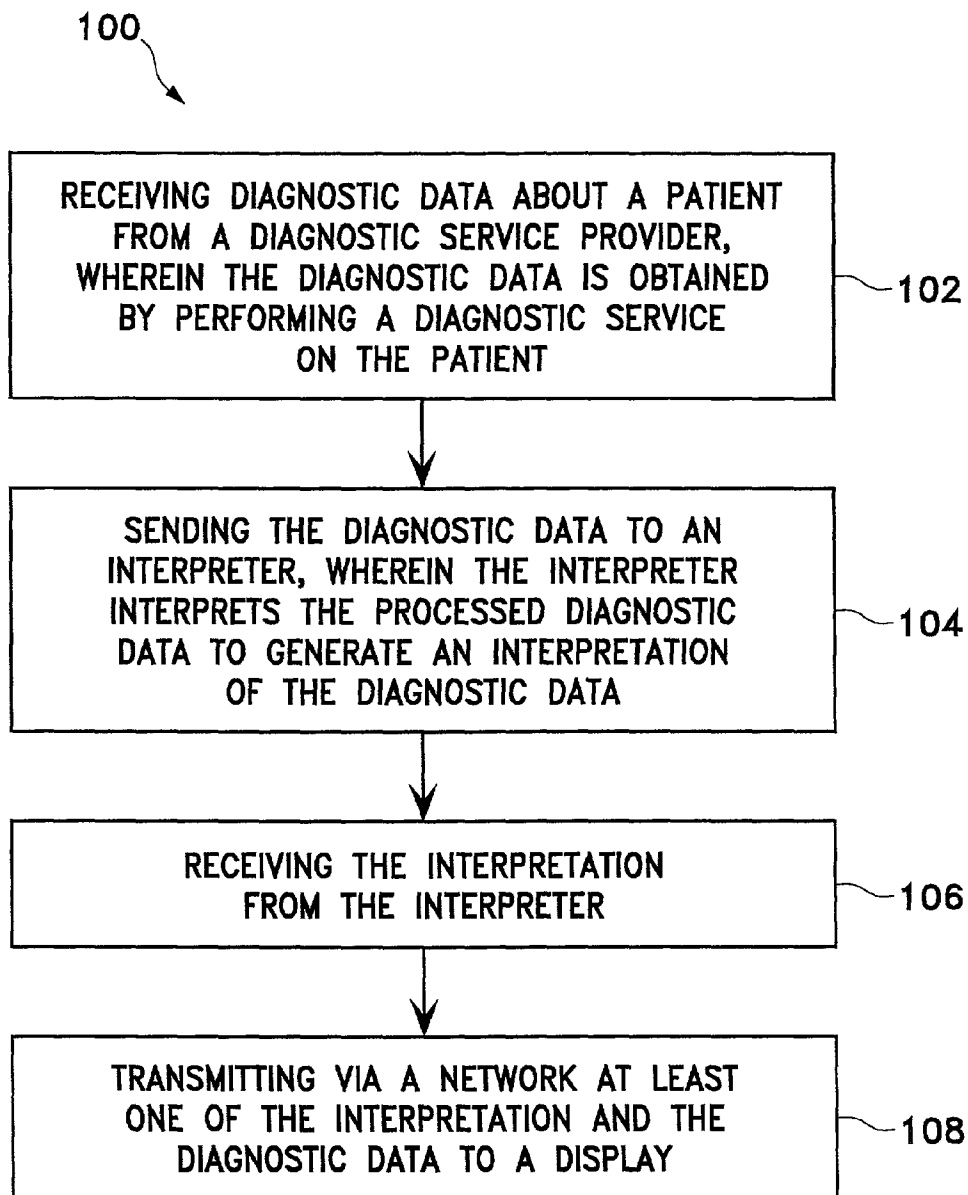 100
RECEIVING DIAGNOSTIC DATA ABOUT A PATIENT
FROM A DIAGNOSTIC SERVICE PROVIDER,
WHEREIN THE DIAGNOSTIC DATA IS OBTAINED
BY PERFORMING A DIAGNOSTIC SERVICE
ON THE PATIENT
102
SENDING THE DIAGNOSTIC DATA TO AN
INTERPRETER, WHEREIN THE INTERPRETER
INTERPRETS THE PROCESSED DIAGNOSTIC
DATA TO GENERATE AN INTERPRETATION
OF THE DIAGNOSTIC DATA
104
RECEIVING THE INTERPRETATION
FROM THE INTERPRETER
106
TRANSMITTING VIA A NETWORK AT LEAST
ONE OF THE INTERPRETATION AND THE
DIAGNOSTIC DATA TO A DISPLAY
108